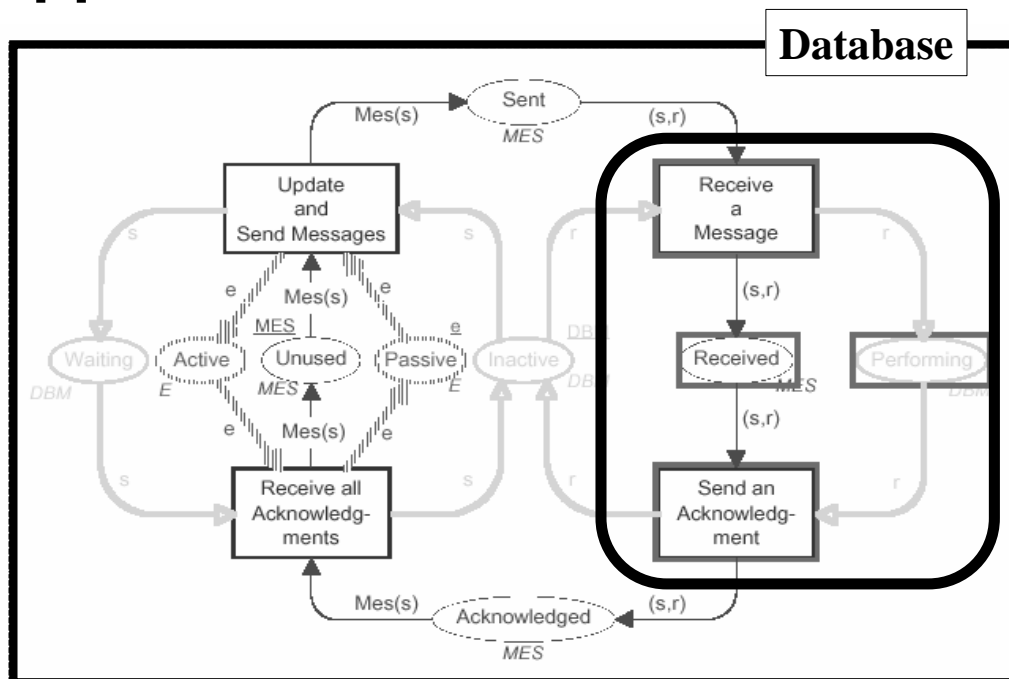 Database
Mes(s)
Sent
(s,r)
MES
Update
and
Send Messages
Receive
a
Message
s
s
r
r
e
Mes(s)
e
(s,r)
MES
e
DBM
Waiting
Active
Unused
Passive
Inactive
Received
Performing
DBM
E
MES
E
DBM
MES
DBM
e
Mes(s)
e
(s,r)
s
s
r
r
Receive all
Acknowledg-
ments
Send an
Acknowledg-
ment
Mes(s)
Acknowledged
(s,r)
MES